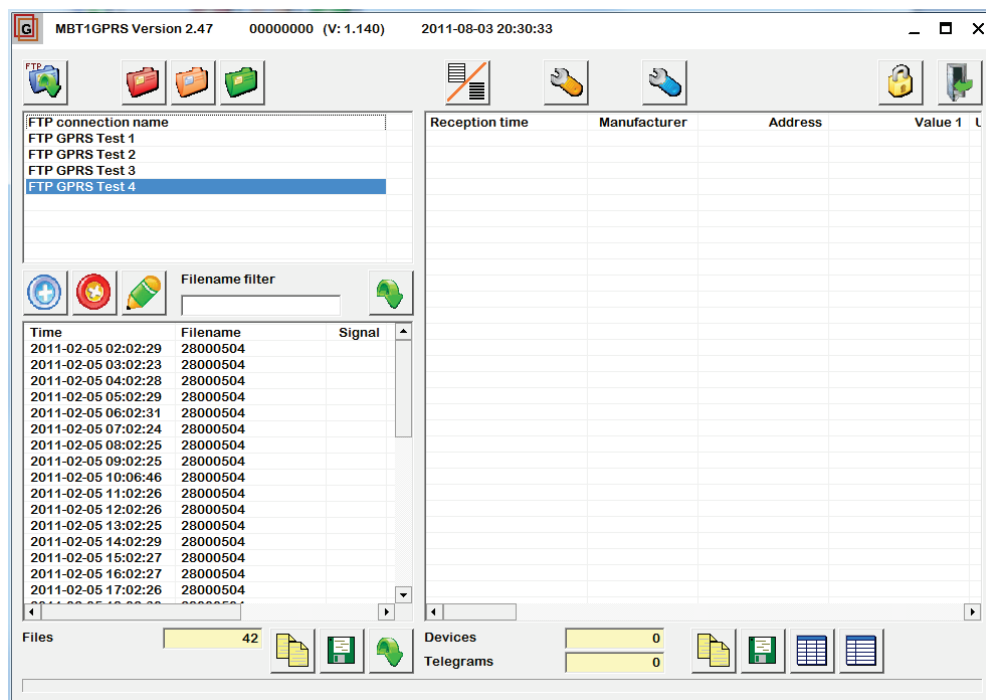 G MBT1GPRS Version 2.47 00000000 (V: 1.140) 2011-08-03 20:30:33
FTP
FTP connection name
FTP GPRS Test 1
FTP GPRS Test 2
FTP GPRS Test 3
FTP GPRS Test 4
Filename filter
Time Filename Signal
2011-02-05 02:02:29 28000504
2011-02-05 03:02:23 28000504
2011-02-05 04:02:28 28000504
2011-02-05 05:02:29 28000504
2011-02-05 06:02:31 28000504
2011-02-05 07:02:24 28000504
2011-02-05 08:02:25 28000504
2011-02-05 09:02:25 28000504
2011-02-05 10:06:46 28000504
2011-02-05 11:02:26 28000504
2011-02-05 12:02:26 28000504
2011-02-05 13:02:25 28000504
2011-02-05 14:02:29 28000504
2011-02-05 15:02:27 28000504
2011-02-05 16:02:27 28000504
2011-02-05 17:02:26 28000504
Files 42
Reception time Manufacturer Address Value 1
Devices 0
Telegrams 0